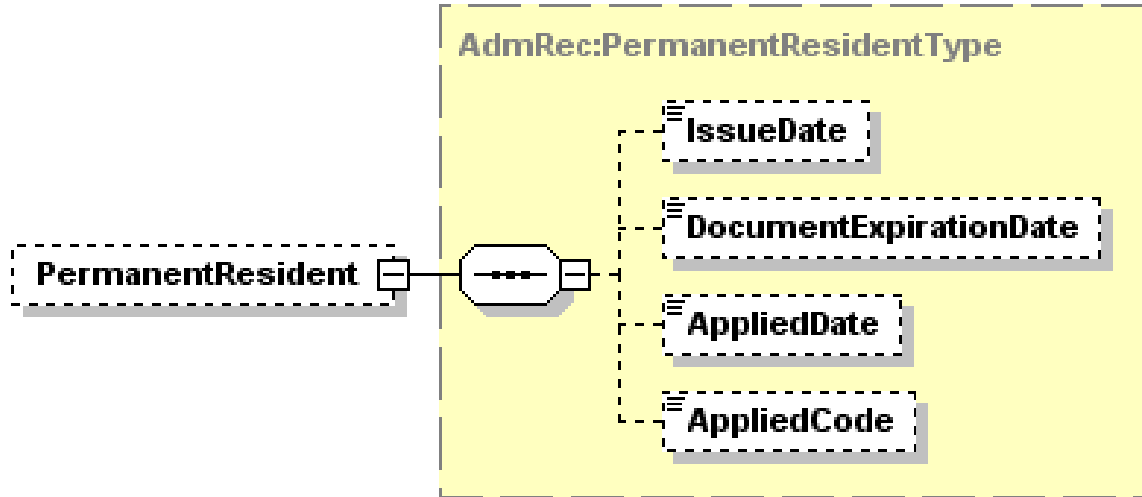 AdmRec:PermanentResidentType
IssueDate
DocumentExpirationDate
PermanentResident
AppliedDate
AppliedCode